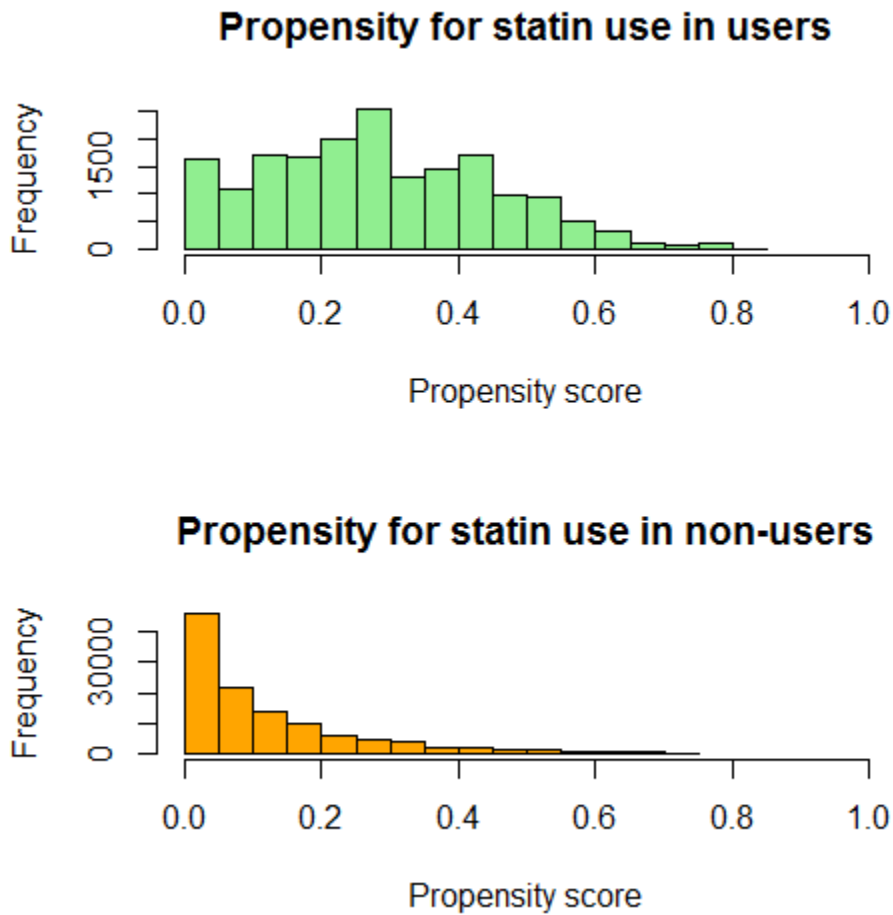 Propensity for statin use in users
Frequency
1500
0
0.0 0.2 0.4 0.6 0.8 1.0
Propensity score
Propensity for statin use in non-users
Frequency
300000
0
0.0 0.2 0.4 0.6 0.8 1.0
Propensity score